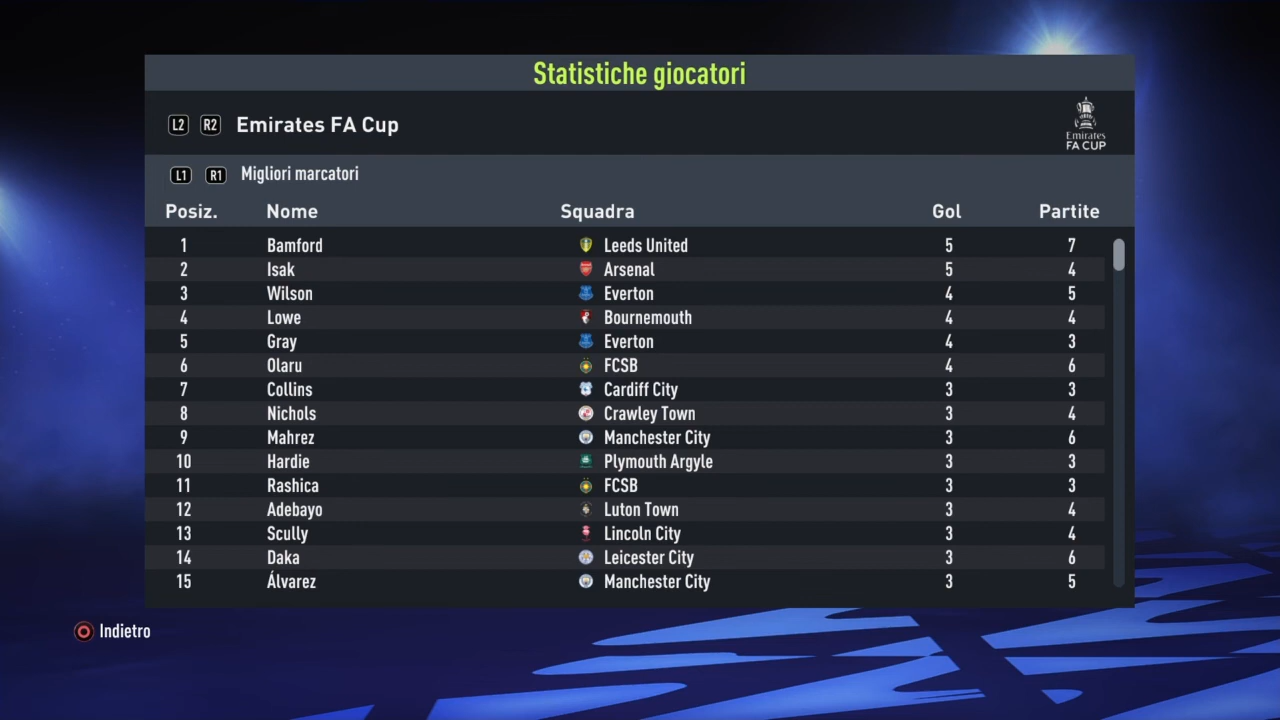 Statistiche giocatori
L2 R2 Emirates FA Cup
Emirates
FA CUP
L1 R1 Migliori marcatori
Posiz. Nome Squadra Gol Partite
1 Bamford Leeds United 5 7
2 Isak Arsenal 5 4
3 Wilson Everton 4 5
4 Lowe Bournemouth 4 4
5 Gray Everton 4 3
6 Olaru FCSB 4 6
7 Collins Cardiff City 3 3
8 Nichols Crawley Town 3 4
9 Mahrez Manchester City 3 6
10 Hardie Plymouth Argyle 3 3
11 Rashica FCSB 3 3
12 Adebayo Luton Town 3 4
13 Scully Lincoln City 3 4
14 Daka Leicester City 3 6
15 Álvarez Manchester City 3 5
Indietro